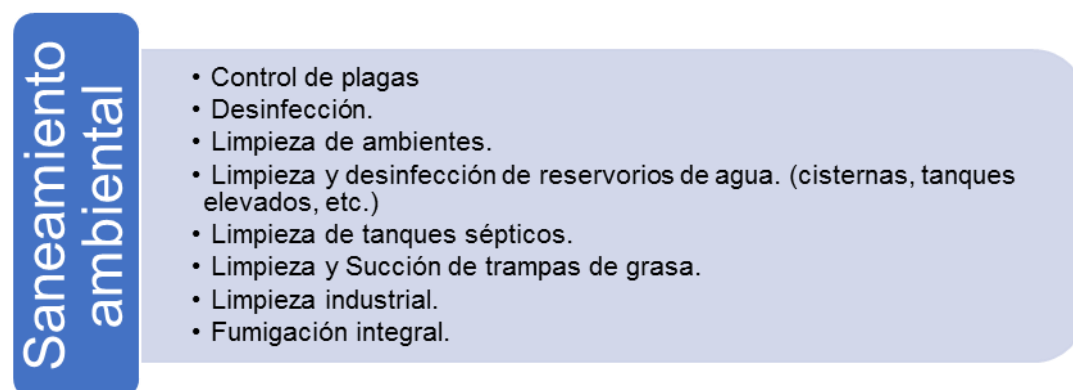 Saneamiento
ambiental
• Control de plagas
• Desinfección.
• Limpieza de ambientes.
• Limpieza y desinfección de reservorios de agua. (cisternas, tanques
elevados, etc.)
• Limpieza de tanques sépticos.
• Limpieza y Succión de trampas de grasa.
• Limpieza industrial.
• Fumigación integral.